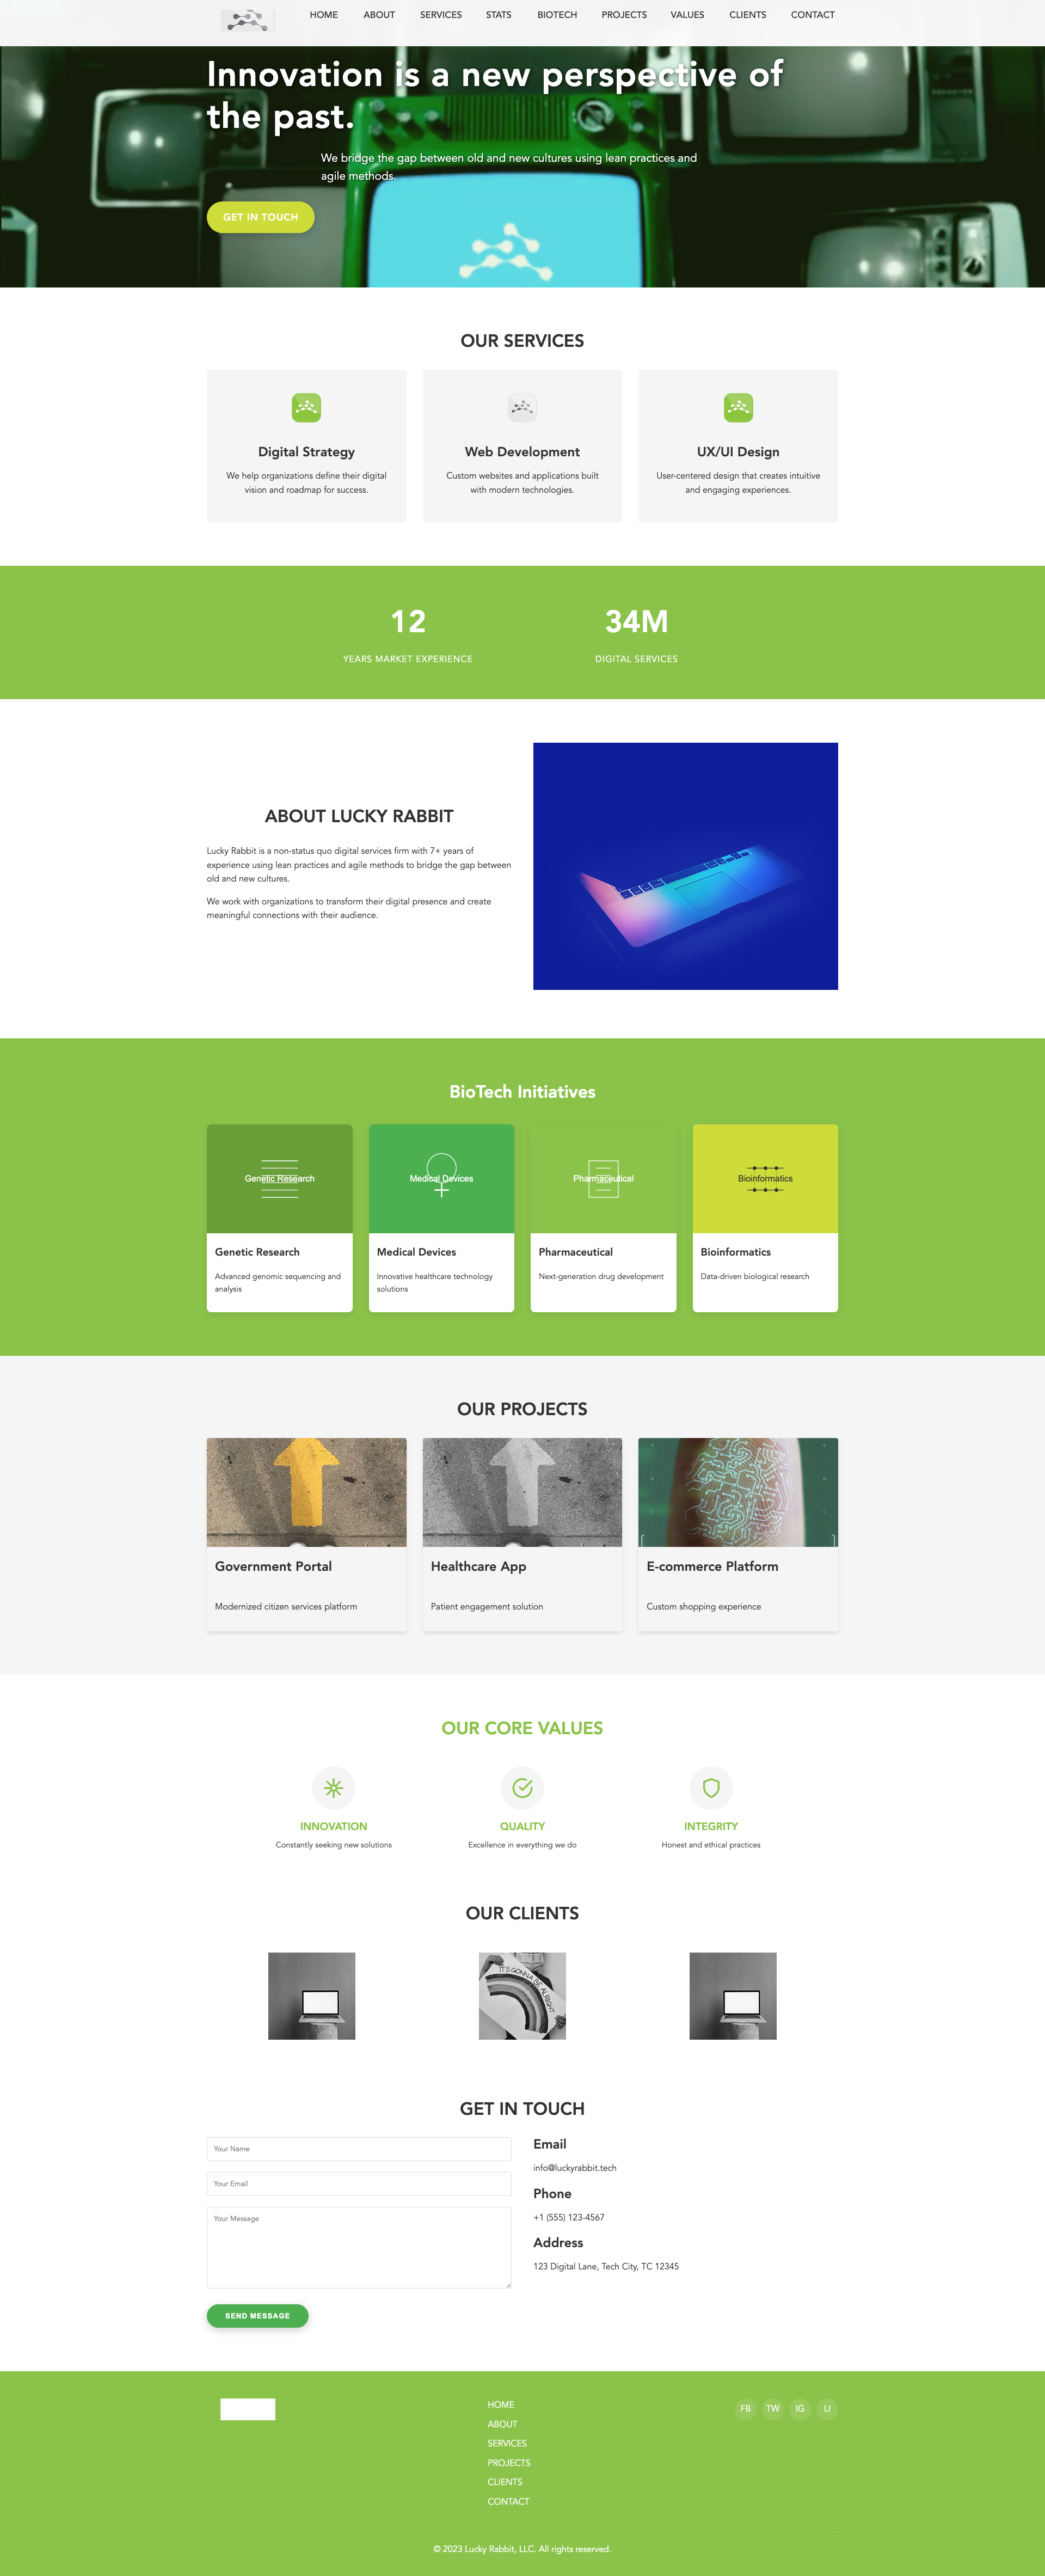 HOME ABOUT SERVICES STATS BIOTECH PROJECTS VALUES CLIENTS CONTACT
Innovation is a new perspective of
the past.
We bridge the gap between old and new cultures using lean practices and
agile methods.
GET IN TOUCH
OUR SERVICES
Digital Strategy
We help organizations define their digital
vision and roadmap for success.
Web Development
Custom websites and applications built
with modern technologies.
UX/UI Design
User-centered design that creates intuitive
and engaging experiences.
12
YEARS MARKET EXPERIENCE
34M
DIGITAL SERVICES
ABOUT LUCKY RABBIT
Lucky Rabbit is a non-status quo digital services firm with 7+ years of
experience using lean practices and agile methods to bridge the gap between
old and new cultures.
We work with organizations to transform their digital presence and create
meaningful connections with their audience.
BioTech Initiatives
Genetic Research
Genetic Research
Advanced genomic sequencing and
analysis
Medical Devices
Medical Devices
Innovative healthcare technology
solutions
Pharmaceutical
Pharmaceutical
Next-generation drug development
Bioinformatics
Bioinformatics
Data-driven biological research
OUR PROJECTS
Government Portal
Modernized citizen services platform
Healthcare App
Patient engagement solution
E-commerce Platform
Custom shopping experience
OUR CORE VALUES
INNOVATION
Constantly seeking new solutions
QUALITY
Excellence in everything we do
INTEGRITY
Honest and ethical practices
OUR CLIENTS
IT'S GONNA BE ALRIGHT
GET IN TOUCH
Your Name
Your Email
Your Message
SEND MESSAGE
Email
info@luckyrabbit.tech
Phone
+1 (555) 123-4567
Address
123 Digital Lane, Tech City, TC 12345
HOME
ABOUT
SERVICES
PROJECTS
CLIENTS
CONTACT
FB TW IG LI
© 2023 Lucky Rabbit, LLC. All rights reserved.